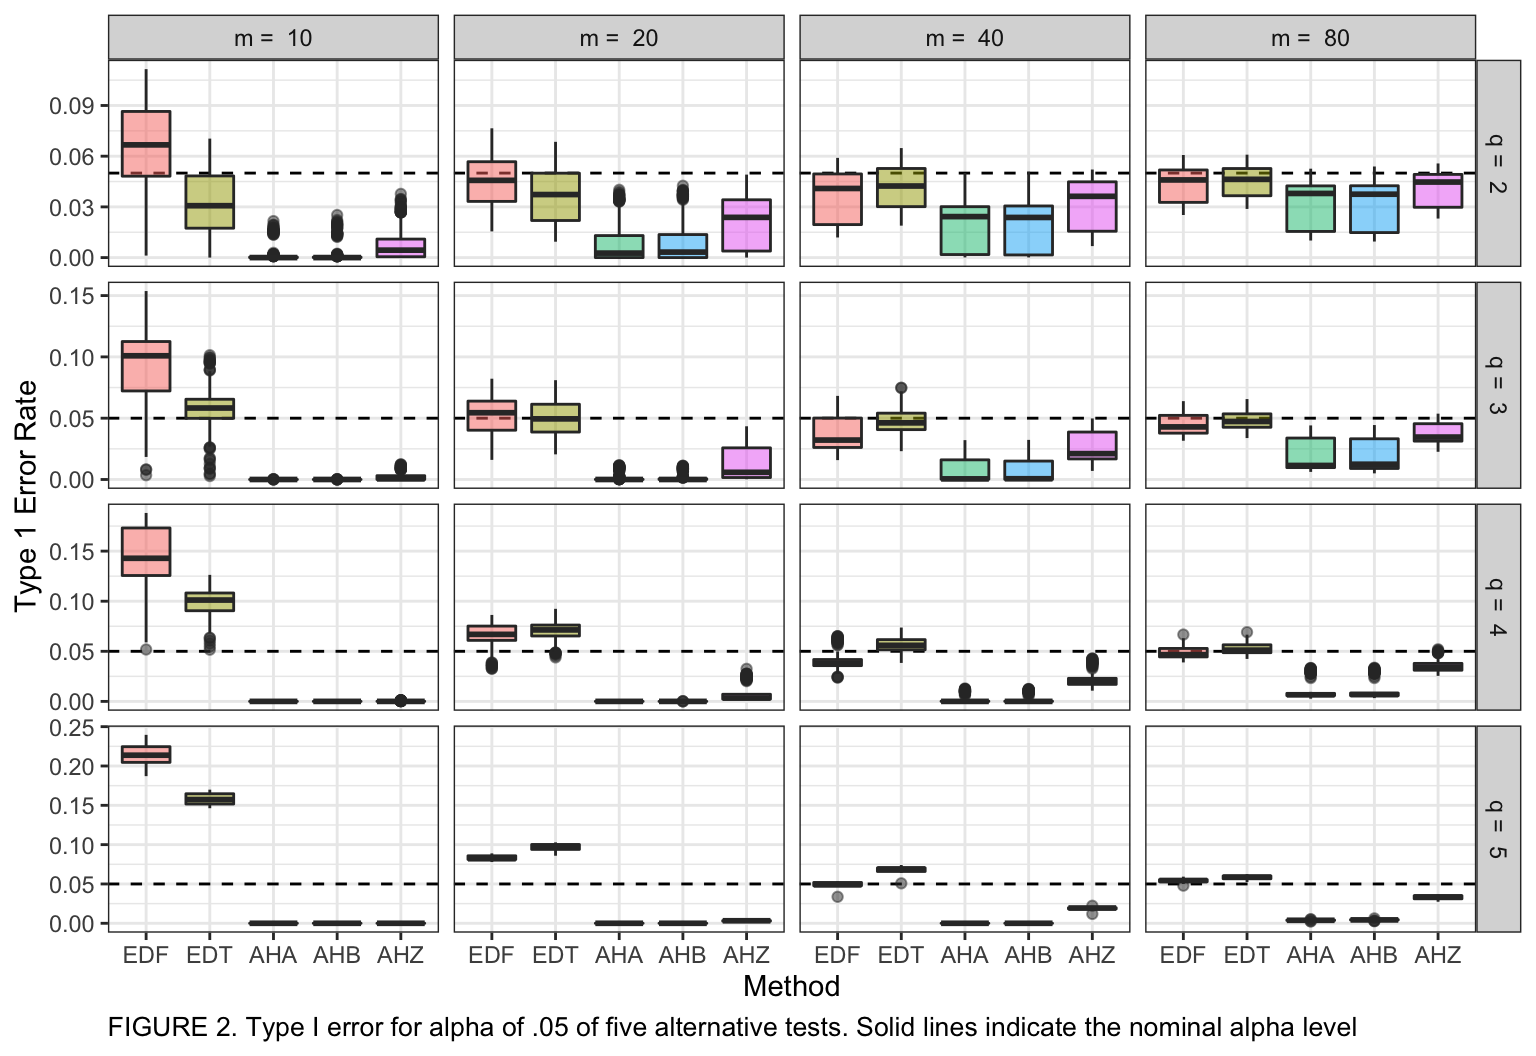 m = 10
m = 20
m = 40
m = 80
0.09
0.06
0.03
0.00
q = 2
0.15
0.10
0.05
0.00
q = 3
0.15
0.10
0.05
0.00
q = 4
0.25
0.20
0.15
0.10
0.05
0.00
q = 5
Type 1 Error Rate
EDF EDT AHA AHB AHZ
EDF EDT AHA AHB AHZ
EDF EDT AHA AHB AHZ
EDF EDT AHA AHB AHZ
Method
FIGURE 2. Type I error for alpha of .05 of five alternative tests. Solid lines indicate the nominal alpha level